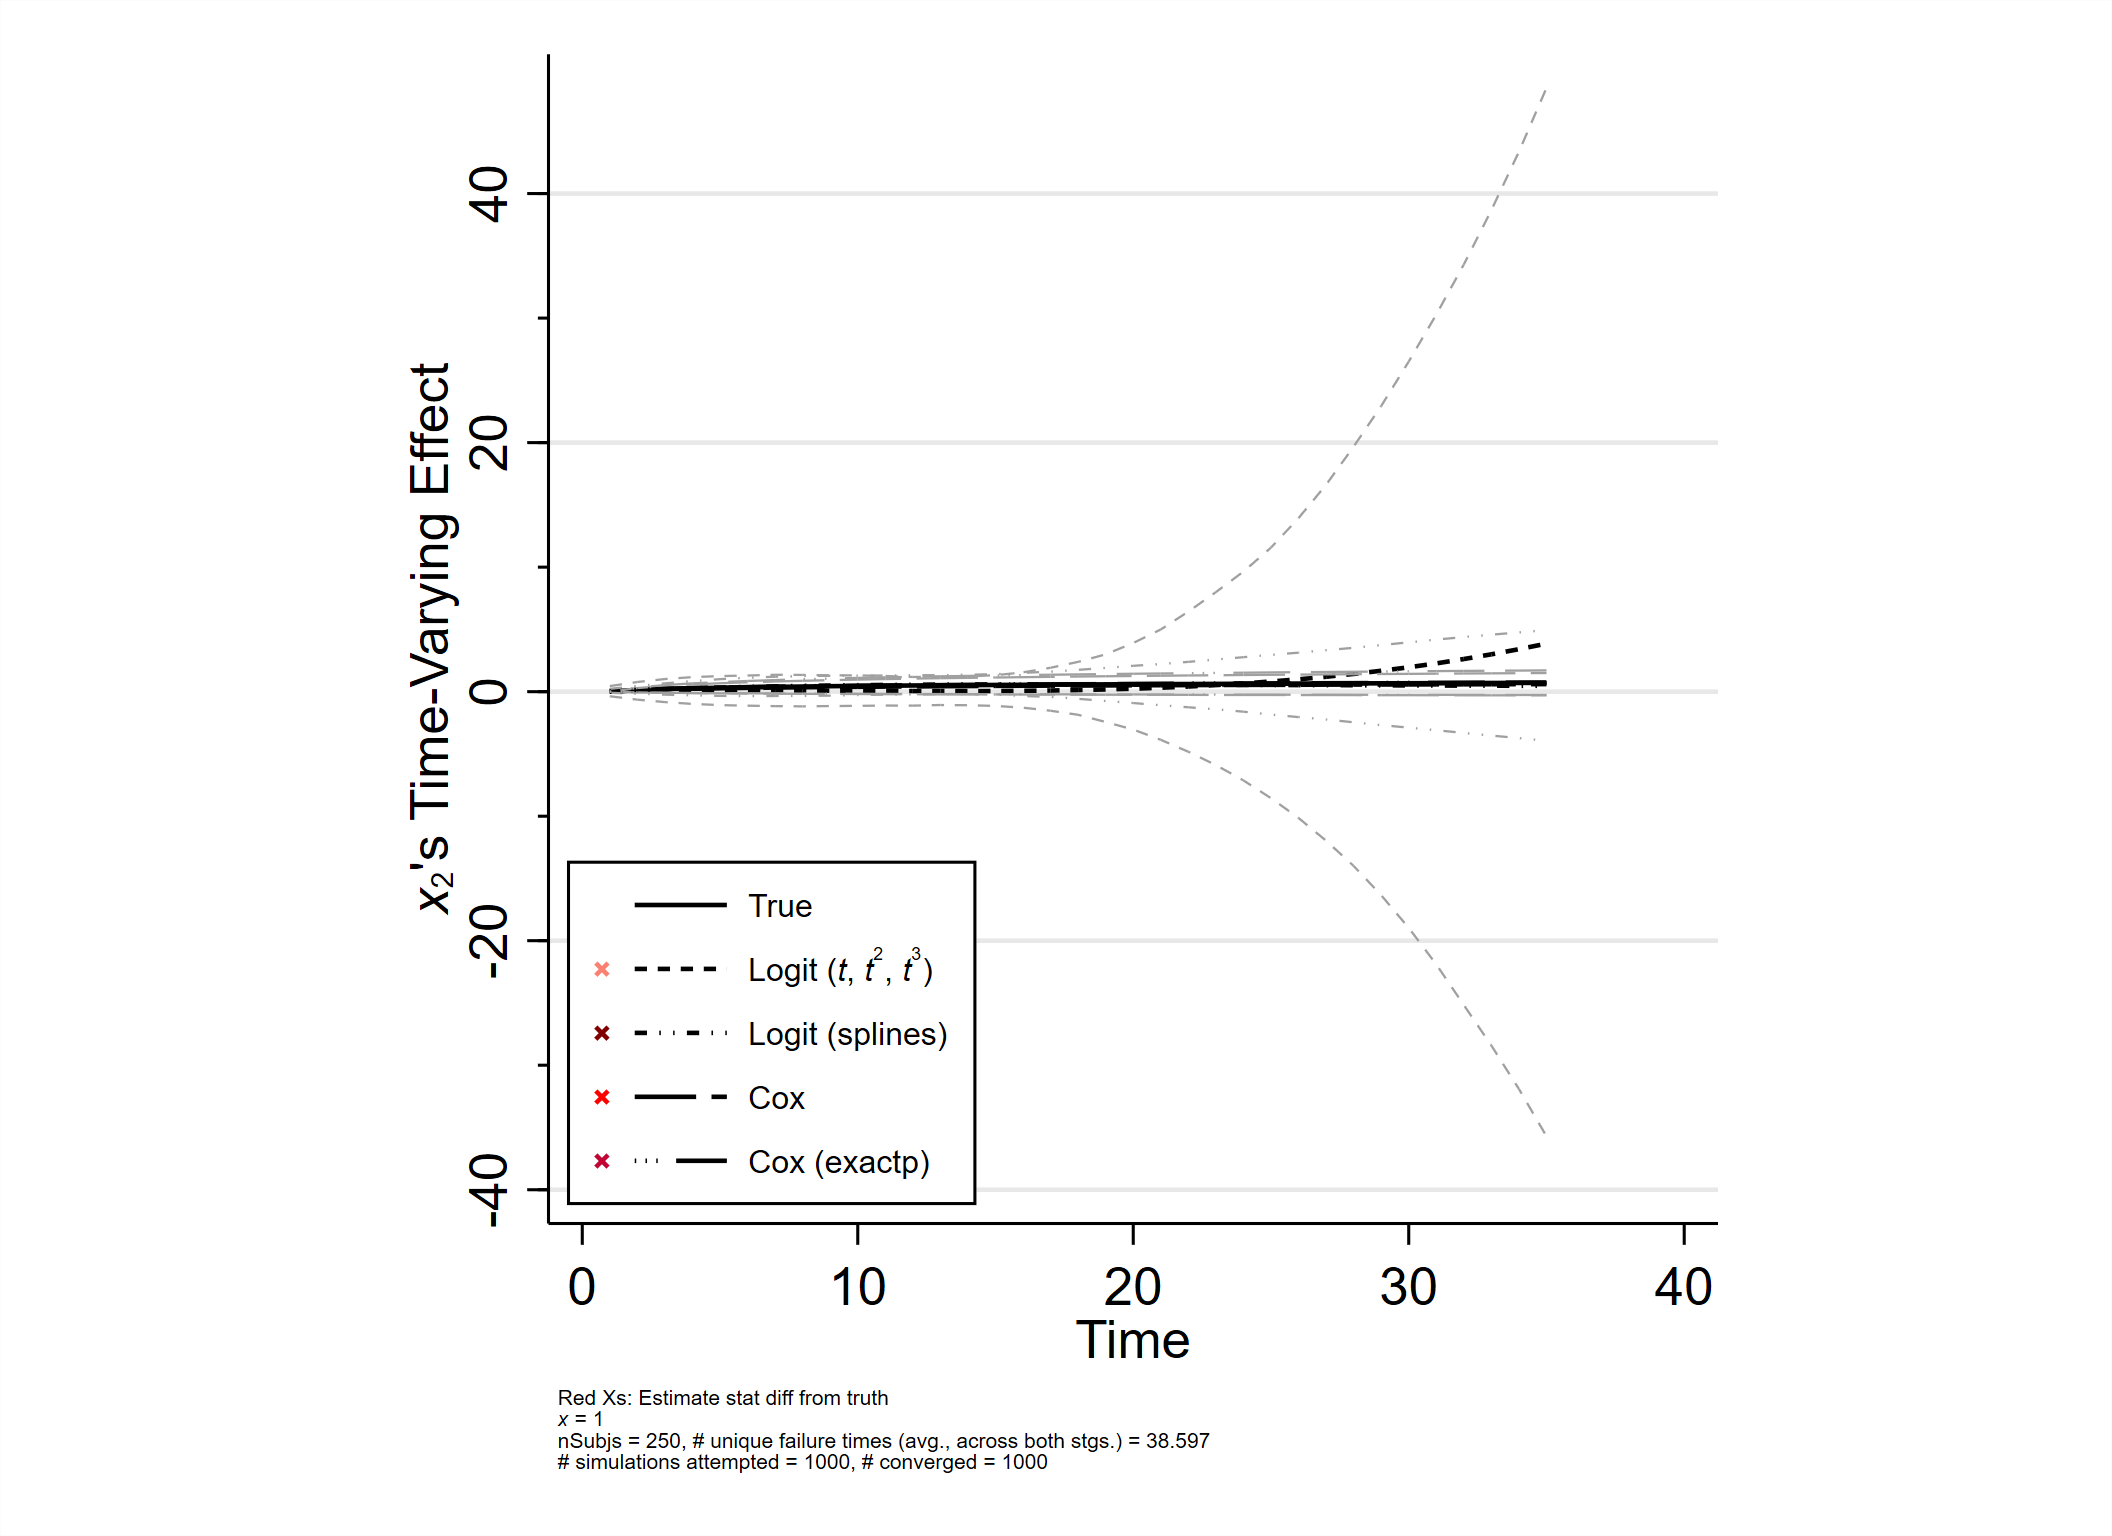 x₂'s Time-Varying Effect
40
20
0
-20
-40
True
Logit (t, t², t³)
Logit (splines)
Cox
Cox (exactp)
0 10 20 30 40
Time
Red Xs: Estimate stat diff from truth
x = 1
nSubjs = 250, # unique failure times (avg., across both stgs.) = 38.597
# simulations attempted = 1000, # converged = 1000